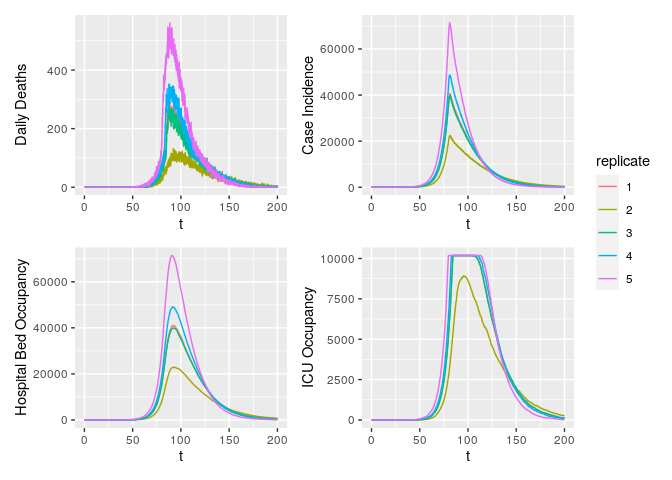 Daily Deaths
400
200
0
0 50 100 150 200
t
Case Incidence
60000
40000
20000
0
0 50 100 150 200
t
Hospital Bed Occupancy
60000
40000
20000
0
0 50 100 150 200
t
ICU Occupancy
10000
7500
5000
2500
0
0 50 100 150 200
t
replicate
1
2
3
4
5